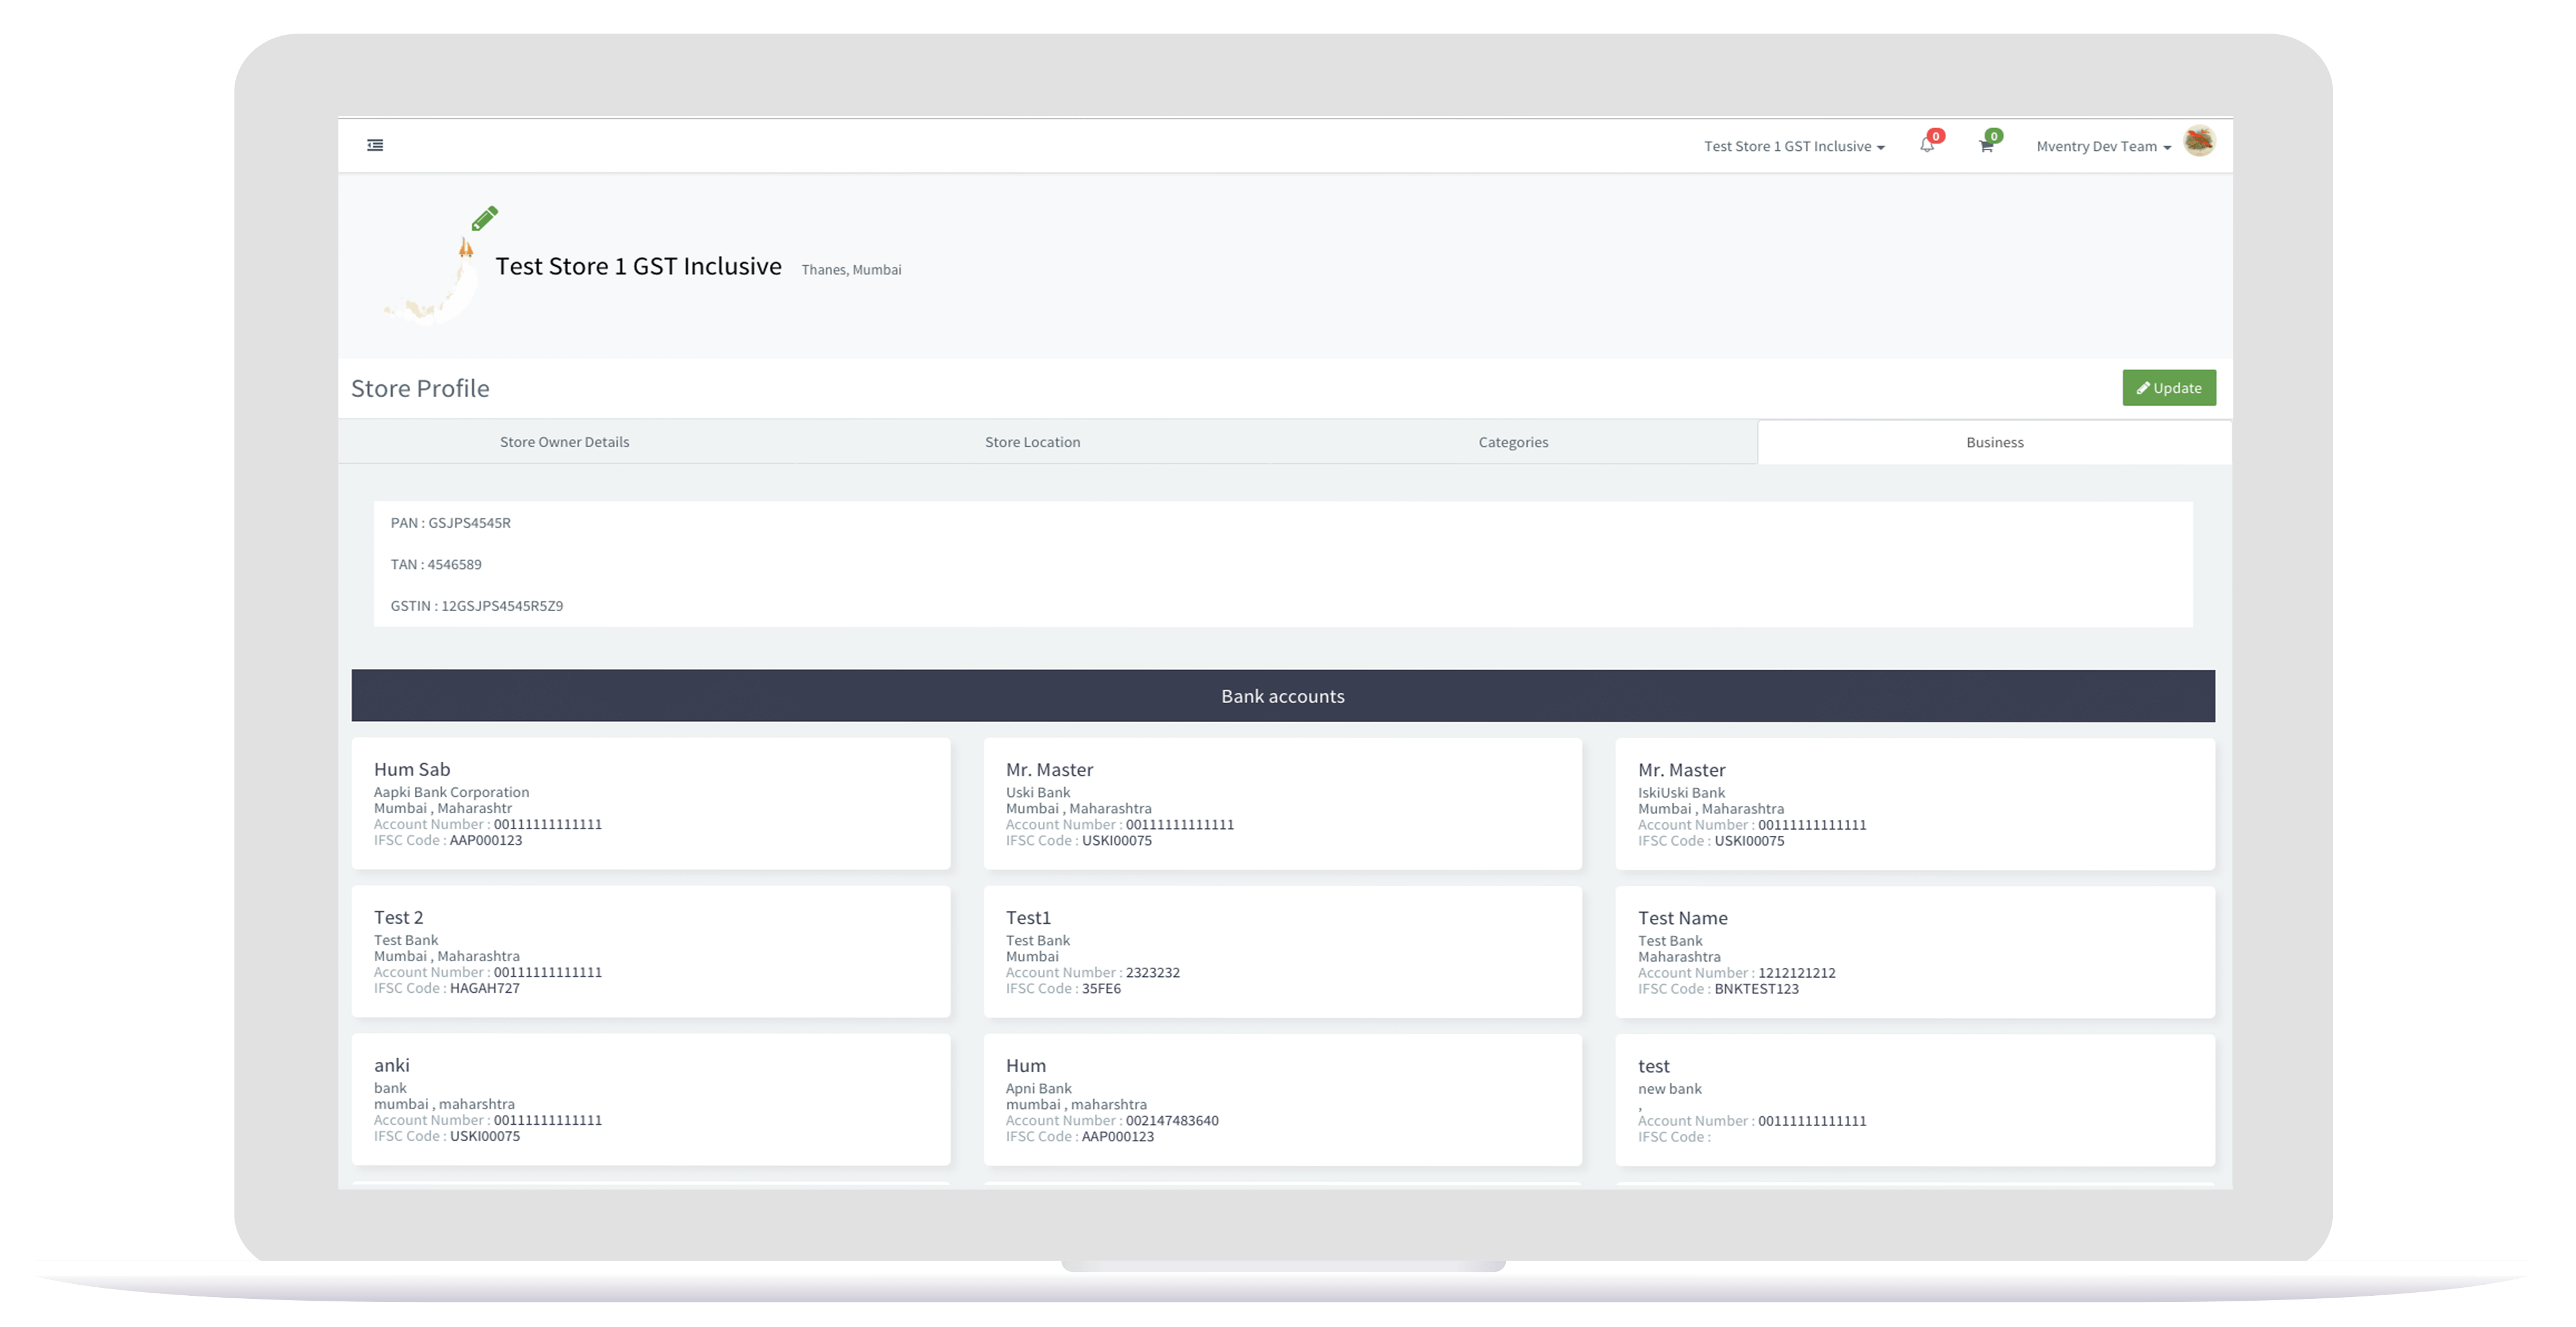 Test Store 1 GST Inclusive
0
0
Mventry Dev Team
Test Store 1 GST Inclusive Thanes, Mumbai
Store Profile
Update
Store Owner Details Store Location Categories Business
PAN : GSJPS4545R
TAN : 4546589
GSTIN : 12GSJPS4545R5Z9
Bank accounts
Hum Sab
Aapki Bank Corporation
Mumbai , Maharashtr
Account Number : 00111111111111
IFSC Code : AAP000123
Mr. Master
Uski Bank
Mumbai , Maharashtra
Account Number : 00111111111111
IFSC Code : USKI00075
Mr. Master
IskiUski Bank
Mumbai , Maharashtra
Account Number : 00111111111111
IFSC Code : USKI00075
Test 2
Test Bank
Mumbai , Maharashtra
Account Number : 00111111111111
IFSC Code : HAGAH727
Test1
Test Bank
Mumbai
Account Number : 2323232
IFSC Code : 35FE6
Test Name
Test Bank
Maharashtra
Account Number : 1212121212
IFSC Code : BNKTEST123
anki
bank
mumbai , maharshtra
Account Number : 00111111111111
IFSC Code : USKI00075
Hum
Apni Bank
mumbai , maharshtra
Account Number : 002147483640
IFSC Code : AAP000123
test
new bank
,
Account Number : 00111111111111
IFSC Code :